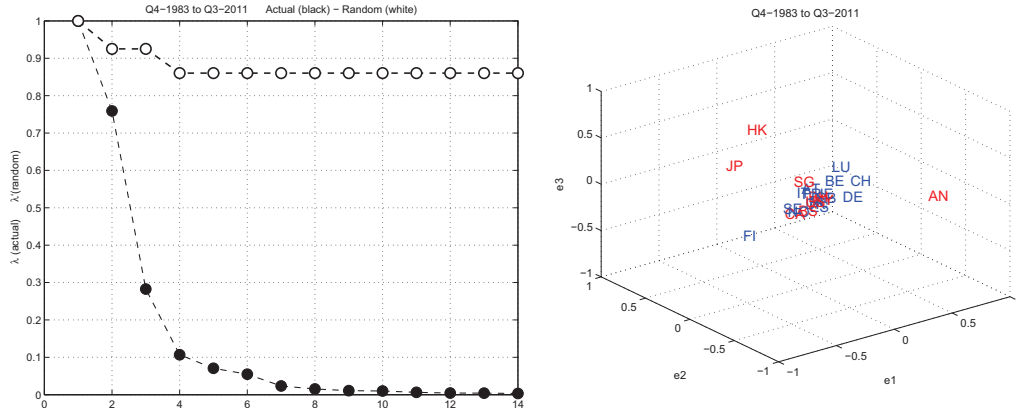 Q4−1983 to Q3−2011 Actual (black) − Random (white)
1
0.9
0.8
0.7
0.6
0.5
0.4
0.3
0.2
0.1
0
0 2 4 6 8 10 12 14
λ (actual) λ'(random)
Q4−1983 to Q3−2011
1
0.5
0
−0.5
−1
e3
HK
JP
LU
SG
BE CH
DE
AN
SE
FI
1
0.5
0
−0.5
−1
e2
−1
−0.5
0
0.5
e1